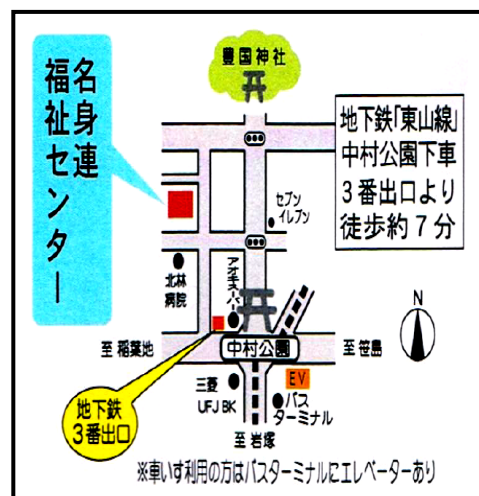 豊国神社
名身連
福祉センター
地下鉄「東山線」
中村公園下車
3番出口より
徒歩約7分
セブン
イレブン
北林
病院
アオキスーパー
N
至 稲葉地
中村公園
至 笹島
地下鉄
3番出口
三菱
UFJ BK
EV
バス
ターミナル
至 岩塚
※車いす利用の方はバスターミナルにエレベーターあり